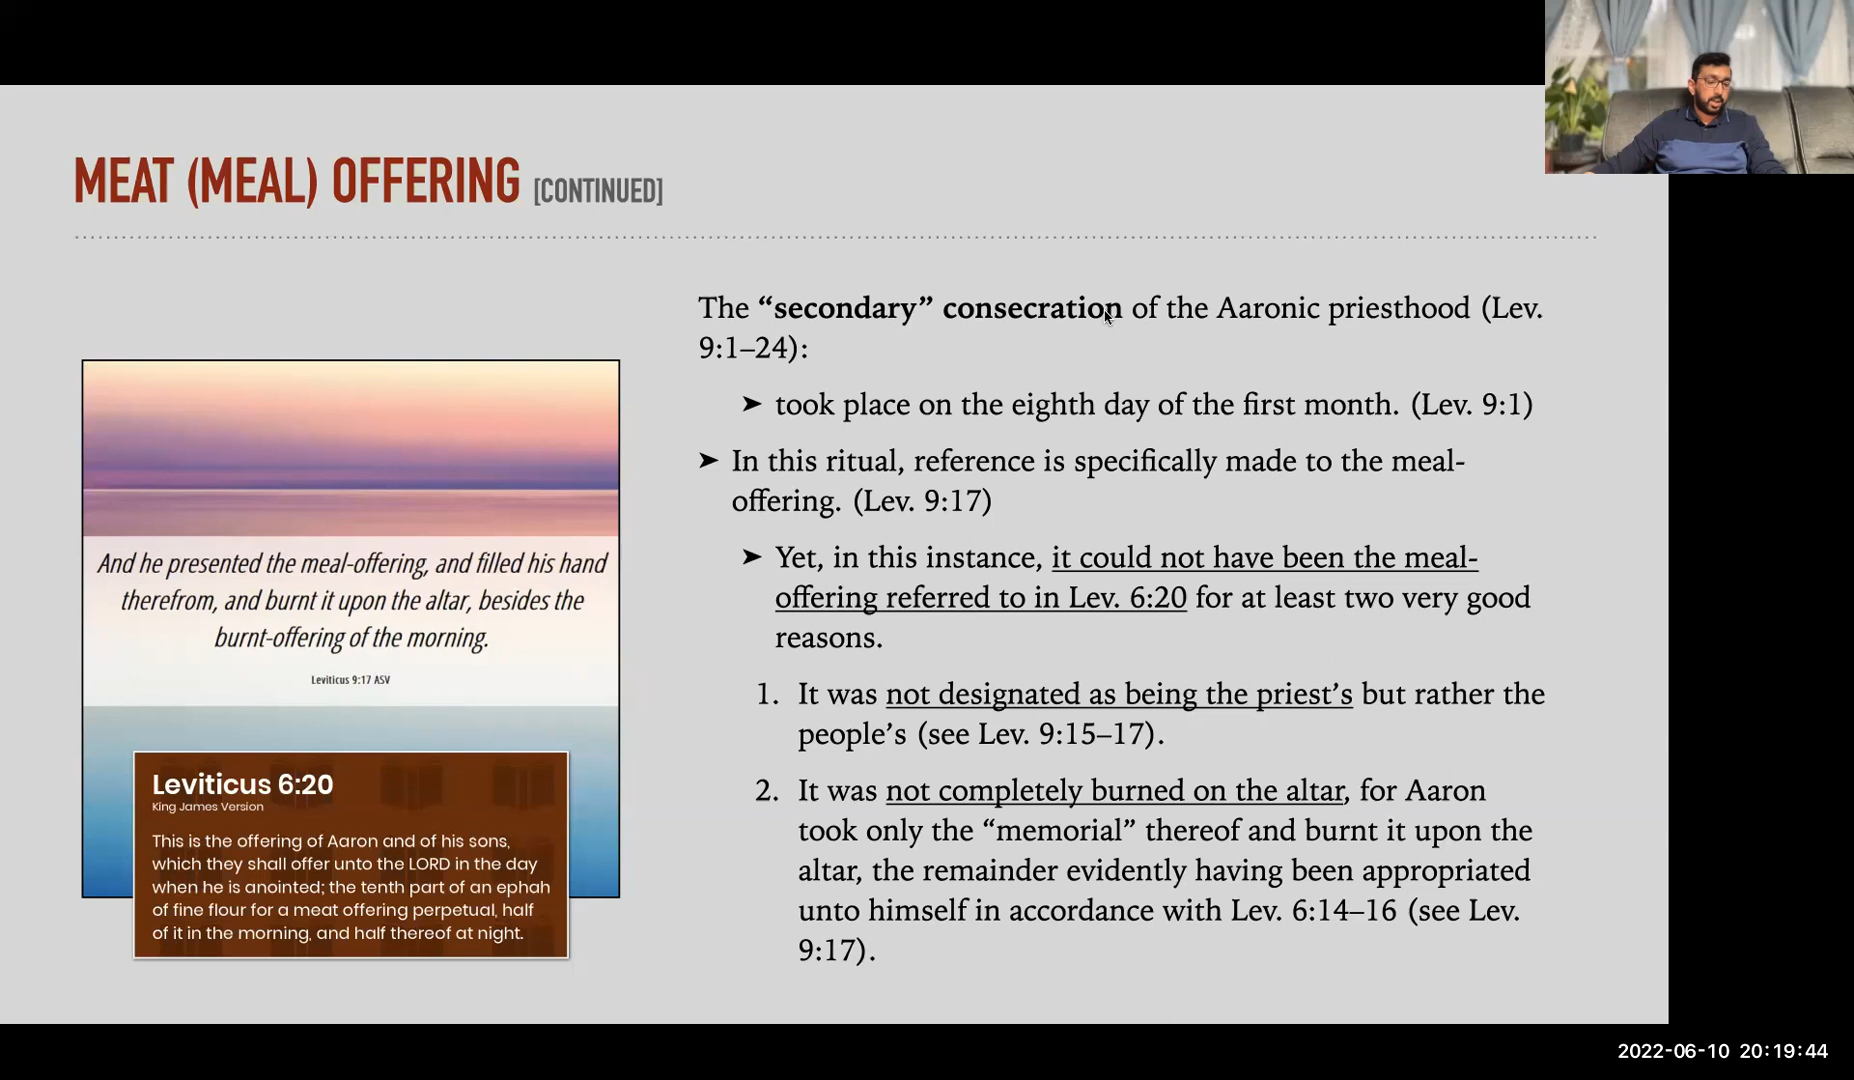 MEAT (MEAL) OFFERING [CONTINUED]
And he presented the meal-offering, and filled his hand
therefrom, and burnt it upon the altar, besides the
burnt-offering of the morning.
Leviticus 9:17 ASV
Leviticus 6:20
King James Version
This is the offering of Aaron and of his sons,
which they shall offer unto the LORD in the day
when he is anointed; the tenth part of an ephah
of fine flour for a meat offering perpetual, half
of it in the morning, and half thereof at night.
The “secondary” consecration of the Aaronic priesthood (Lev.
9:1–24):
➤ took place on the eighth day of the first month. (Lev. 9:1)
➤ In this ritual, reference is specifically made to the meal-
offering. (Lev. 9:17)
➤ Yet, in this instance, it could not have been the meal-
offering referred to in Lev. 6:20 for at least two very good
reasons.
1. It was not designated as being the priest’s but rather the
people’s (see Lev. 9:15–17).
2. It was not completely burned on the altar, for Aaron
took only the “memorial” thereof and burnt it upon the
altar, the remainder evidently having been appropriated
unto himself in accordance with Lev. 6:14–16 (see Lev.
9:17).
2022-06-10 20:19:44